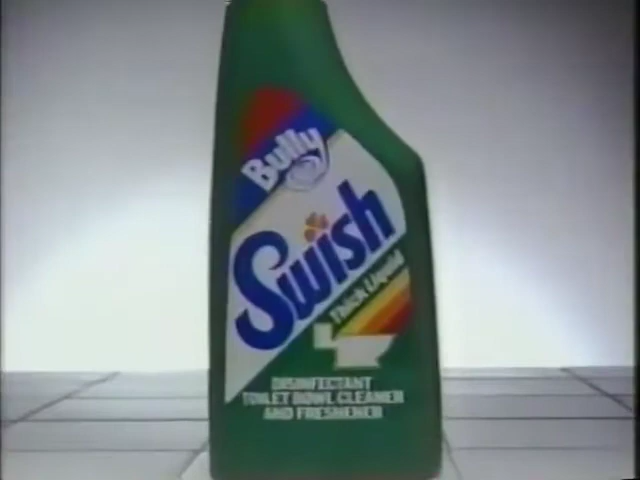 Bully
Swish
THICK LIQUID
DISINFECTANT
TOILET BOWL CLEANER
AND FRESHENER